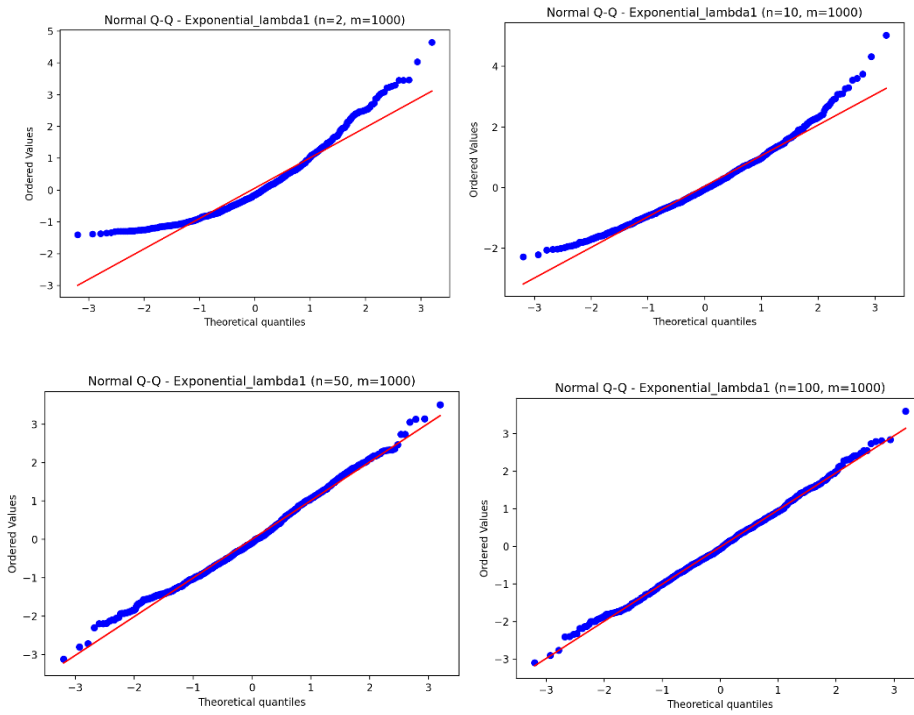 Normal Q-Q - Exponential_lambda1 (n=2, m=1000)
5
4
3
2
1
0
−1
−2
−3
Ordered Values
−3 −2 −1 0 1 2 3
Theoretical quantiles
Normal Q-Q - Exponential_lambda1 (n=10, m=1000)
4
2
0
−2
Ordered Values
−3 −2 −1 0 1 2 3
Theoretical quantiles
Normal Q-Q - Exponential_lambda1 (n=50, m=1000)
3
2
1
0
−1
−2
−3
Ordered Values
−3 −2 −1 0 1 2 3
Theoretical quantiles
Normal Q-Q - Exponential_lambda1 (n=100, m=1000)
3
2
1
0
−1
−2
−3
Ordered Values
−3 −2 −1 0 1 2 3
Theoretical quantiles